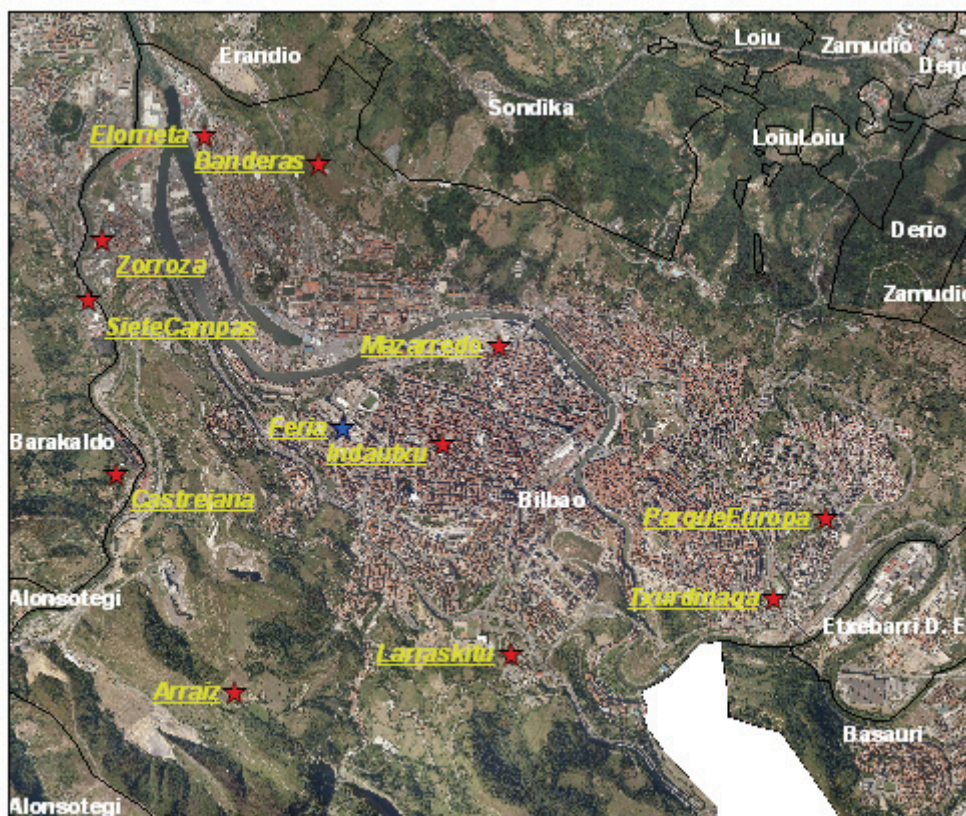 Loiu
Zamudio
Erandio
Derio
Sondika
Elorrieta
LoiuLoiu
Banderas
Derio
Zorroza
Zamudio
SieteCampas
Mazarredo
Feria
Barakaldo
Indautxu
Castrejana
Bilbao
ParqueEuropa
Alonsotegi
Txurdinaga
Etxebarri D. E
Larraskitu
Arraiz
Basauri
Alonsotegi